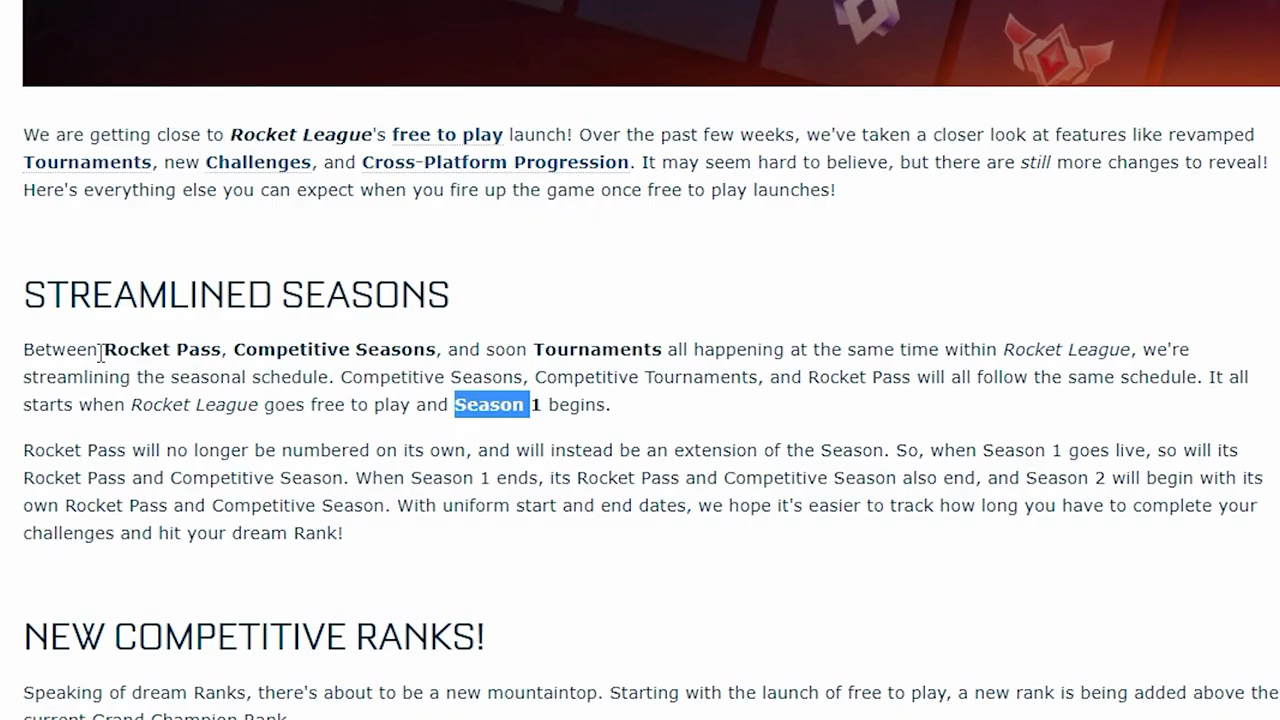 We are getting close to Rocket League's free to play launch! Over the past few weeks, we've taken a closer look at features like revamped
Tournaments, new Challenges, and Cross-Platform Progression. It may seem hard to believe, but there are still more changes to reveal!
Here's everything else you can expect when you fire up the game once free to play launches!
STREAMLINED SEASONS
Between Rocket Pass, Competitive Seasons, and soon Tournaments all happening at the same time within Rocket League, we're
streamlining the seasonal schedule. Competitive Seasons, Competitive Tournaments, and Rocket Pass will all follow the same schedule. It all
starts when Rocket League goes free to play and Season 1 begins.
Rocket Pass will no longer be numbered on its own, and will instead be an extension of the Season. So, when Season 1 goes live, so will its
Rocket Pass and Competitive Season. When Season 1 ends, its Rocket Pass and Competitive Season also end, and Season 2 will begin with its
own Rocket Pass and Competitive Season. With uniform start and end dates, we hope it's easier to track how long you have to complete your
challenges and hit your dream Rank!
NEW COMPETITIVE RANKS!
Speaking of dream Ranks, there's about to be a new mountaintop. Starting with the launch of free to play, a new rank is being added above the
current Grand Champion Rank